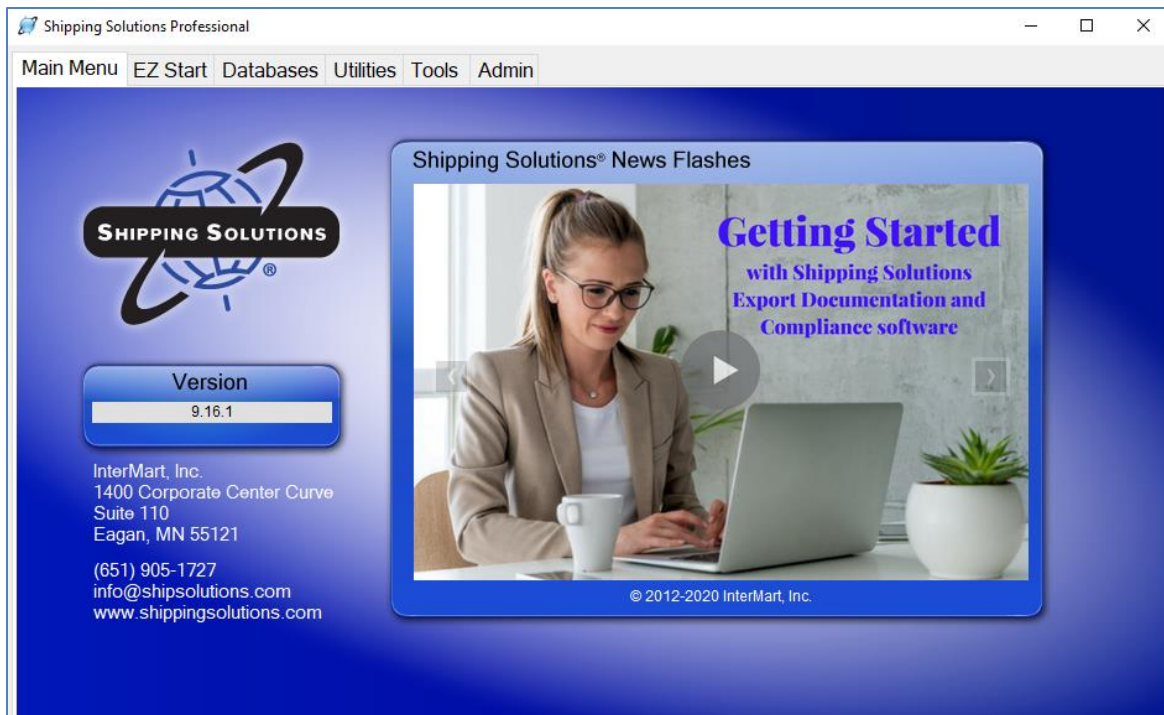 Shipping Solutions Professional
Main Menu EZ Start Databases Utilities Tools Admin
SHIPPING SOLUTIONS
®
Version
9.16.1
InterMart, Inc.
1400 Corporate Center Curve
Suite 110
Eagan, MN 55121
(651) 905-1727
info@shipsolutions.com
www.shippingsolutions.com
Shipping Solutions® News Flashes
Getting Started
with Shipping Solutions
Export Documentation and
Compliance software
© 2012-2020 InterMart, Inc.